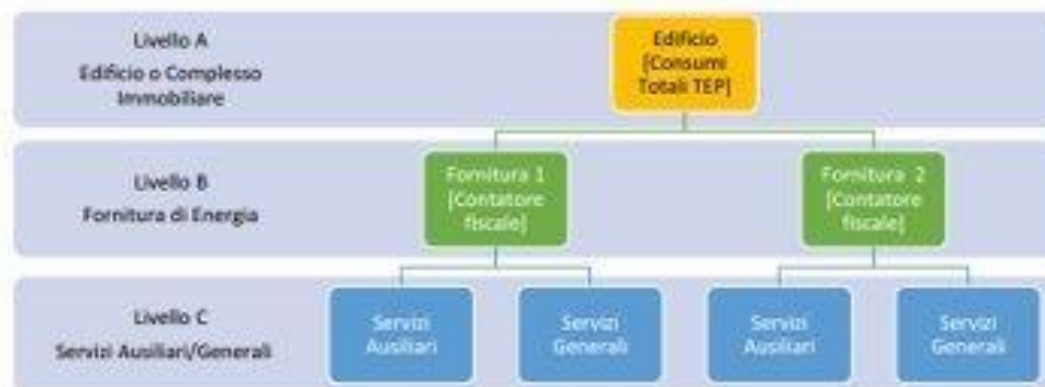 Livello A
Edificio o Complesso
Immobiliare
Edificio
[Consumi
Totali TEP]
Livello B
Fornitura di Energia
Fornitura 1
[Contatore
fiscale]
Fornitura 2
[Contatore
fiscale]
Livello C
Servizi Ausiliari/Generali
Servizi
Ausiliari
Servizi
Generali
Servizi
Ausiliari
Servizi
Generali